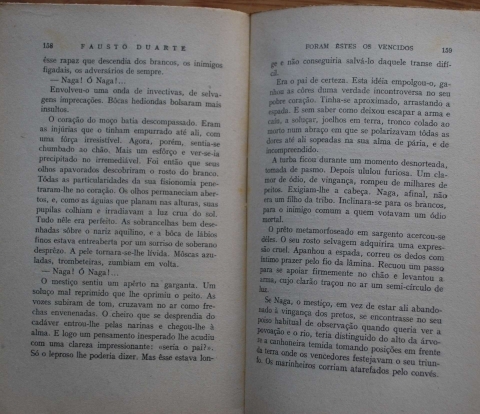 158 FAUSTO DUARTE
êsse rapaz que descendia dos brancos, os inimigos
figadais, os adversários de sempre.
— Naga! Ó Naga!...
Envolveu-o uma onda de invectivas, de selva-
gens imprecações. Bôcas hediondas bolsaram mais
insultos.
O coração do moço batia descompassado. Eram
as injúrias que o tinham empurrado até ali, com
uma fôrça irresistível. Agora, porém, sentia-se
chumbado ao chão. Mais um esfôrço e ver-se-ia
precipitado no irremediável. Foi então que seus
olhos apavorados descobriram o rosto do branco.
Tôdas as particularidades da sua fisionomia pene-
traram-lhe no coração. Os olhos permaneciam aber-
tos, e, como as águias que planam nas alturas, suas
pupilas colhiam e irradiavam a luz crua do sol.
Tudo nêle era perfeito. As sobrancelhas bem dese-
nhadas sôbre o nariz aquilino, e a bôca de lábios
finos estava entreaberta por um sorriso de soberano
desprêzo. A pele tornara-se-lhe lívida. Môscas azu-
ladas, trombeteiras, rumbiam em volta.
— Naga! Ó Naga!...
O mestiço sentiu um apêrto na garganta. Um
soluço mal reprimido que lhe oprimiu o peito. As
vozes subiram de tom, cruzavam no ar como fre-
chas envenenadas. O cheiro que se desprendia do
cadáver entrou-lhe pelas narinas e chegou-lhe à
alma. E logo um pensamento inesperado lhe acudiu
com uma clareza impressionante: «seria o pai?».
Só o leproso lhe poderia dizer. Mas êsse estava lon-
FORAM ÊSTES OS VENCIDOS 159
ge e não conseguiria salvá-lo daquele transe difí-
cil.
Era o pai de certeza. Esta idéia empolgou-o, ga-
nhou as côres duma verdade incontroversa no seu
pobre coração. Tinha-se aproximado, arrastando a
E sem saber como deixou escapar a arma e
caiu, a soluçar, joelhos em terra, tronco colado ao
morto num abraço em que se polarizavam tôdas as
dores até ali sopradas na sua alma de pária, e de
incompreendido.
A turba ficou durante um momento desnorteada,
tomada de pasmo. Depois ululou furiosa. Um cla-
mor de ódio, de vingança, rompeu de milhares de
peitos. Exigiam-lhe a cabeça. Naga, afinal, não
era um filho da tribo. Inclinara-se para os brancos,
para o inimigo comum a quem votavam um ódio
mortal.
O prêto metamorfoseado em sargento acercou-se
dêles. O seu rosto selvagem adquirira uma expres-
são cruel. Apanhou a espada, correu os dedos com
íntimo prazer pelo fio da lâmina. Recuou um passo
para se apoiar firmemente no chão e levantou a
arma, cujo clarão traçou no ar um semi-círculo de
luz.
Se Naga, o mestiço, em vez de estar ali abando-
nado à vingança dos pretos, se encontrasse no seu
poiso habitual de observação quando queria ver a
povoação e o rio, teria distinguido do alto da árvo-
re a canhoneira temida tomando posições em frente
da terra onde os vencedores festejavam o seu triun-
fo. Os marinheiros corriam atarefados pelo convés.